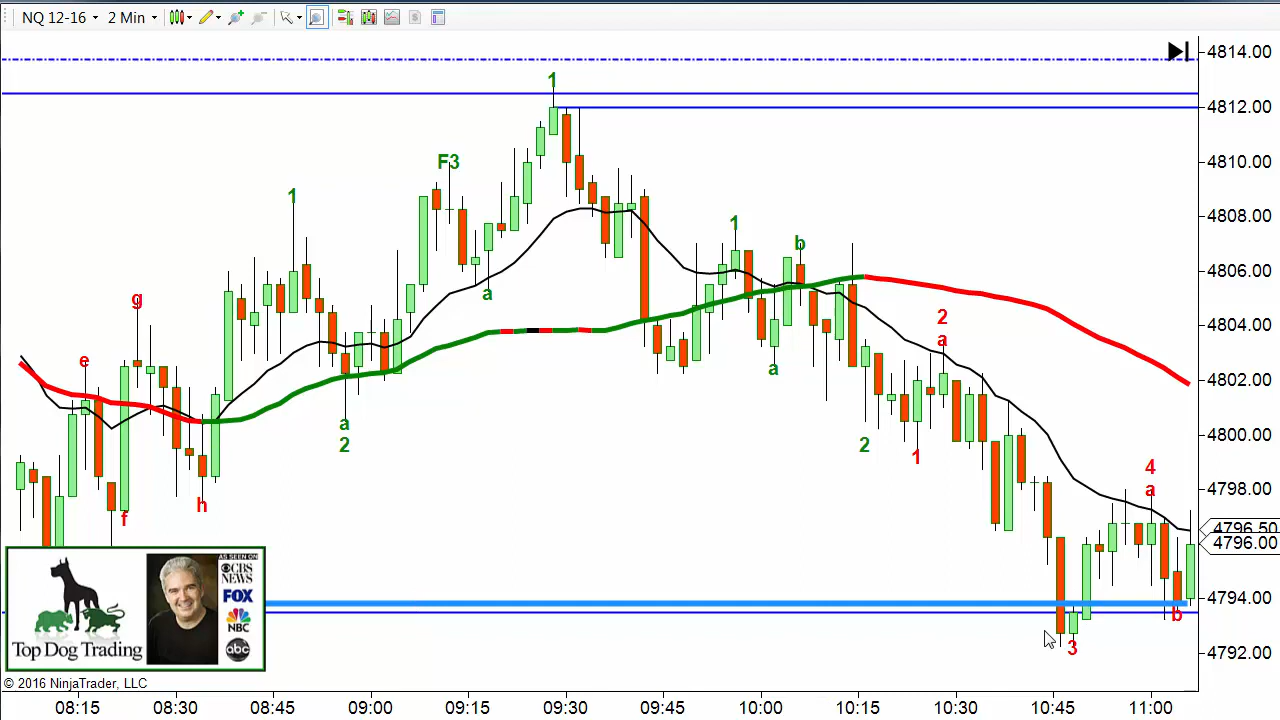 NQ 12-16 2 Min
4814.00
4812.00
4810.00
4808.00
4806.00
4804.00
4802.00
4800.00
4798.00
4796.50
4796.00
4794.00
4792.00
1
F3
1
a
g
e
f
h
a
2
1
b
a
2
2
a
1
4
a
b
3
AS SEEN ON
CBS NEWS
FOX
NBC
abc
Top Dog Trading
© 2016 NinjaTrader, LLC
08:15 08:30 08:45 09:00 09:15 09:30 09:45 10:00 10:15 10:30 10:45 11:00